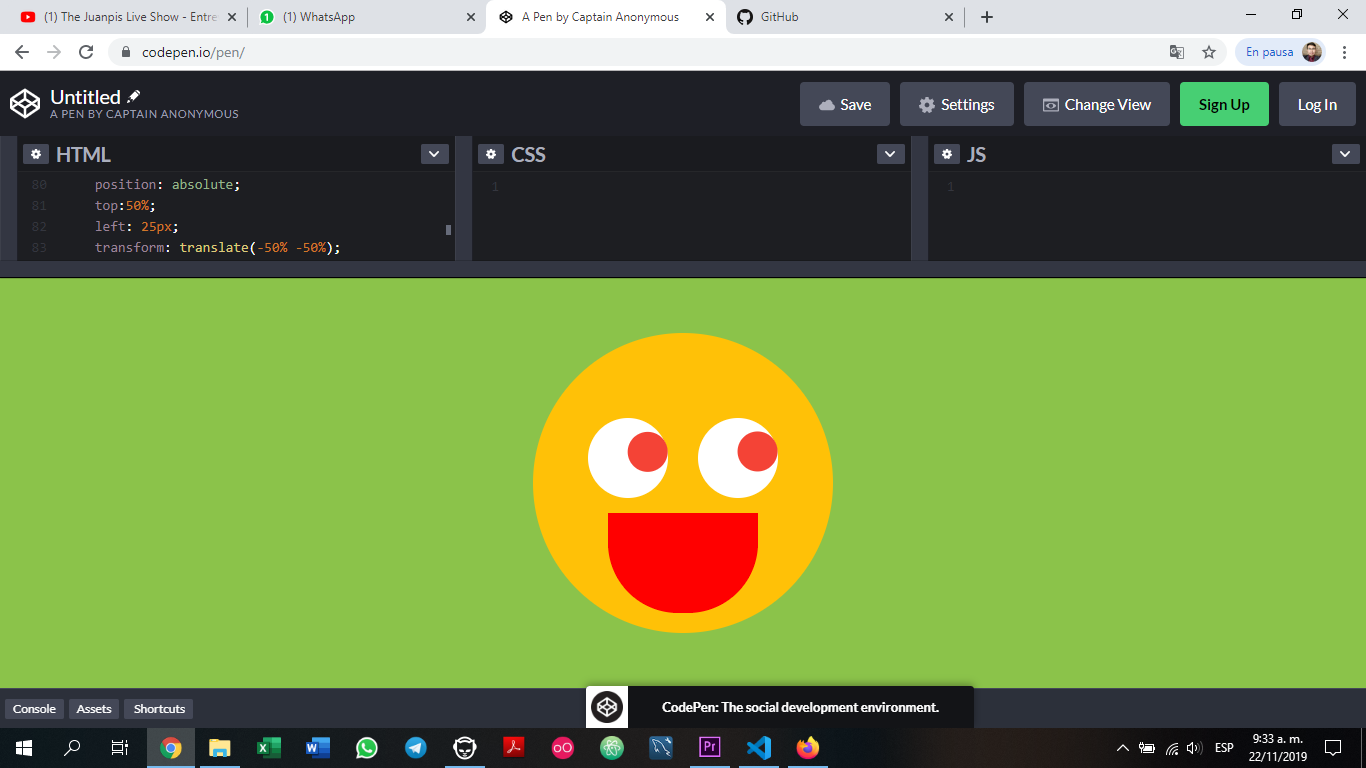 (1) The Juanpis Live Show - Entre
(1) WhatsApp
A Pen by Captain Anonymous
GitHub
codepen.io/pen/
En pausa
Untitled
A PEN BY CAPTAIN ANONYMOUS
Save
Settings
Change View
Sign Up
Log In
HTML
CSS
JS
80 position: absolute;
81 top:50%;
82 left: 25px;
83 transform: translate(-50% -50%);
1
1
Console
Assets
Shortcuts
CodePen: The social development environment.
ESP
9:33 a. m.
22/11/2019